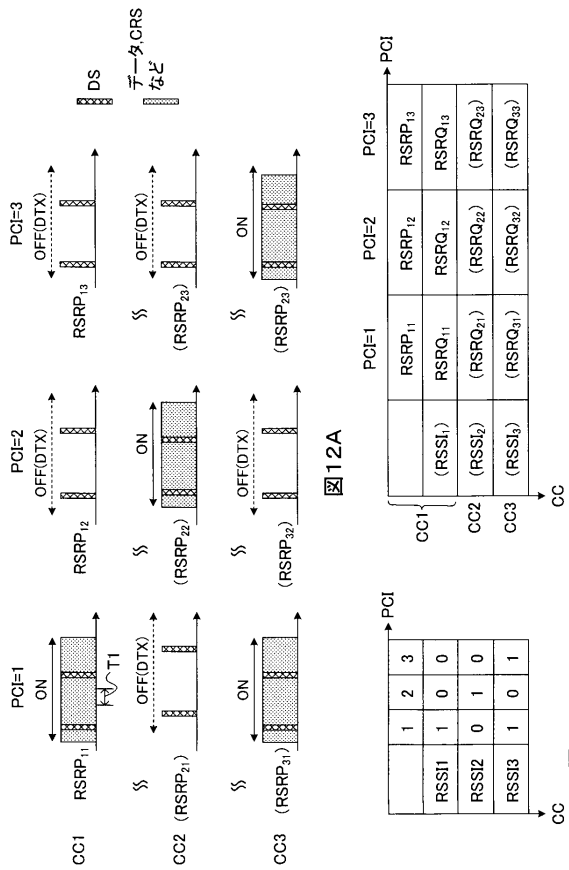 PCI=1
PCI=2
PCI=3
CC1
RSRP11
ON
T1
RSRP12
OFF(DTX)
RSRP13
OFF(DTX)
DS
データ,CRS
など
CC2
(RSRP21)
OFF(DTX)
(RSRP22)
ON
(RSRP23)
OFF(DTX)
CC3
(RSRP31)
ON
(RSRP32)
OFF(DTX)
(RSRP23)
ON
図12A
PCI
1 2 3
RSSI1 1 0 0
RSSI2 0 1 0
RSSI3 1 0 1
CC
PCI=1 PCI=2 PCI=3
PCI
CC1
RSRP11 RSRP12 RSRP13
(RSSI1) RSRQ11 RSRQ12 RSRQ13
CC2 (RSSI2) (RSRQ21) (RSRQ22) (RSRQ23)
CC3 (RSSI3) (RSRQ31) (RSRQ32) (RSRQ33)
CC